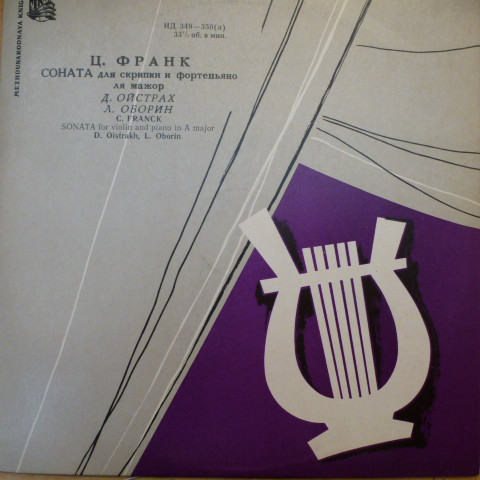 MEZHDUNARODNAYA KNIG
ИД 349—350(а)
33⅓ об. в мин.
Ц. ФРАНК
СОНАТА для скрипки и фортепьяно
ля мажор
Д. ОЙСТРАХ
Л. ОБОРИН
C. FRANCK
SONATA for violin and piano in A major
D. Oistrakh, L. Oborin